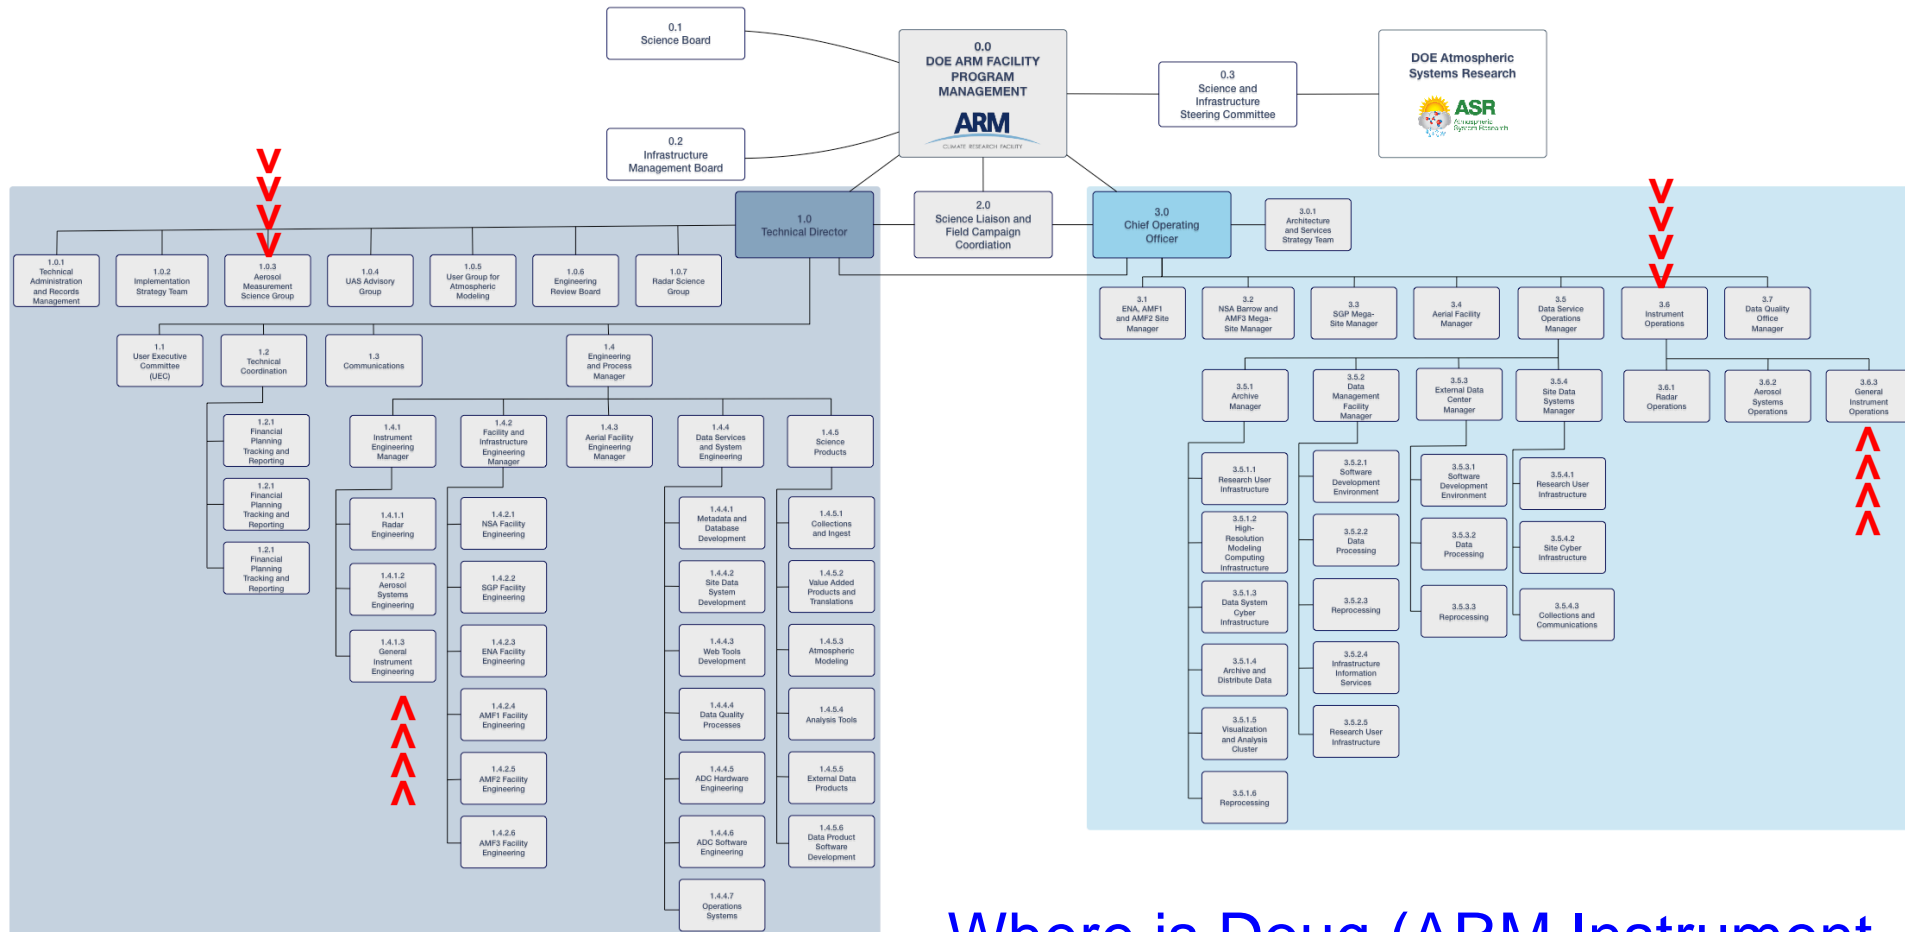 0.1
Science Board
0.0
DOE ARM FACILITY
PROGRAM
MANAGEMENT
ARM
CLIMATE RESEARCH FACILITY
0.2
Infrastructure
Management Board
0.3
Science and
Infrastructure
Steering Committee
DOE Atmospheric
Systems Research
ASR
Atmospheric
System Research
1.0
Technical Director
2.0
Science Liaison and
Field Campaign
Coordiation
3.0
Chief Operating
Officer
3.0.1
Architecture
and Services
Strategy Team
1.0.1
Technical
Administration
and Records
Management
1.0.2
Implementation
Strategy Team
1.0.3
Aerosol
Measurement
Science Group
1.0.4
UAS Advisory
Group
1.0.5
User Group for
Atmospheric
Modeling
1.0.6
Engineering
Review Board
1.0.7
Radar Science
Group
1.1
User Executive
Committee
(UEC)
1.2
Technical
Coordination
1.3
Communications
1.4
Engineering
and Process
Manager
1.2.1
Financial
Planning
Tracking and
Reporting
1.2.1
Financial
Planning
Tracking and
Reporting
1.2.1
Financial
Planning
Tracking and
Reporting
1.4.1
Instrument
Engineering
Manager
1.4.2
Facility and
Infrastructure
Engineering
Manager
1.4.3
Aerial Facility
Engineering
Manager
1.4.4
Data Services
and System
Engineering
1.4.5
Science
Products
1.4.1.1
Radar
Engineering
1.4.1.2
Aerosol
Systems
Engineering
1.4.1.3
General
Instrument
Engineering
1.4.2.1
NSA Facility
Engineering
1.4.2.2
SGP Facility
Engineering
1.4.2.3
ENA Facility
Engineering
1.4.2.4
AMF1 Facility
Engineering
1.4.2.5
AMF2 Facility
Engineering
1.4.2.6
AMF3 Facility
Engineering
1.4.4.1
Metadata and
Database
Development
1.4.4.2
Site Data
System
Development
1.4.4.3
Web Tools
Development
1.4.4.4
Data Quality
Processes
1.4.4.5
ADC Hardware
Engineering
1.4.4.6
ADC Software
Engineering
1.4.4.7
Operations
Systems
1.4.5.1
Collections
and Ingest
1.4.5.2
Value Added
Products and
Translations
1.4.5.3
Atmospheric
Modeling
1.4.5.4
Analysis Tools
1.4.5.5
External Data
Products
1.4.5.6
Data Product
Software
Development
3.1
ENA, AMF1
and AMF2 Site
Manager
3.2
NSA Barrow and
AMF3 Mega-
Site Manager
3.3
SGP Mega-
Site Manager
3.4
Aerial Facility
Manager
3.5
Data Service
Operations
Manager
3.6
Instrument
Operations
3.7
Data Quality
Office
Manager
3.5.1
Archive
Manager
3.5.2
Data
Management
Facility
Manager
3.5.3
External Data
Center
Manager
3.5.4
Site Data
Systems
Manager
3.6.1
Radar
Operations
3.6.2
Aerosol
Systems
Operations
3.6.3
General
Instrument
Operations
3.5.1.1
Research User
Infrastructure
3.5.1.2
High-
Resolution
Modeling
Computing
Infrastructure
3.5.1.3
Data System
Cyber
Infrastructure
3.5.1.4
Archive and
Distribute Data
3.5.1.5
Visualization
and Analysis
Cluster
3.5.1.6
Reprocessing
3.5.2.1
Software
Development
Environment
3.5.2.2
Data
Processing
3.5.2.3
Reprocessing
3.5.2.4
Infrastructure
Information
Services
3.5.2.5
Research User
Infrastructure
3.5.3.1
Software
Development
Environment
3.5.3.2
Data
Processing
3.5.3.3
Reprocessing
3.5.4.1
Research User
Infrastructure
3.5.4.2
Site Cyber
Infrastructure
3.5.4.3
Collections and
Communications
Where is Doug (ARM Instrument